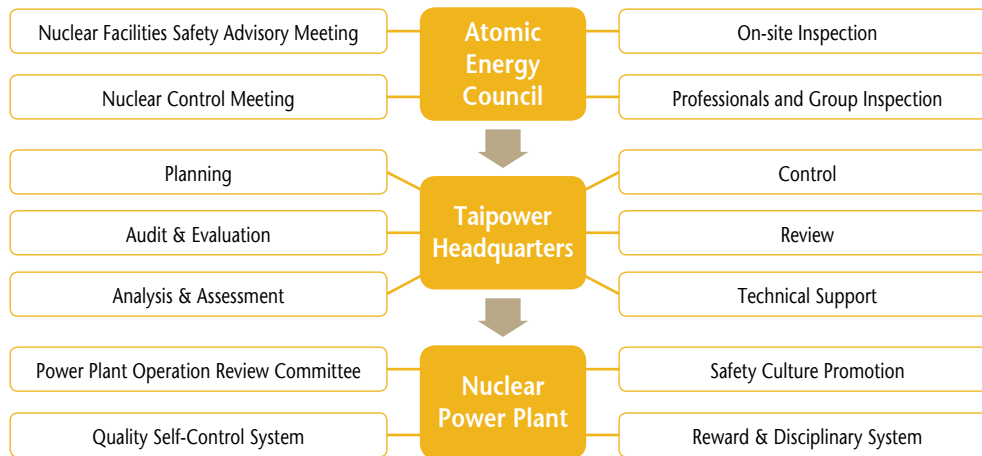 Nuclear Facilities Safety Advisory Meeting
Nuclear Control Meeting
Atomic
Energy
Council
On-site Inspection
Professionals and Group Inspection
Planning
Audit & Evaluation
Analysis & Assessment
Taipower
Headquarters
Control
Review
Technical Support
Power Plant Operation Review Committee
Quality Self-Control System
Nuclear
Power Plant
Safety Culture Promotion
Reward & Disciplinary System